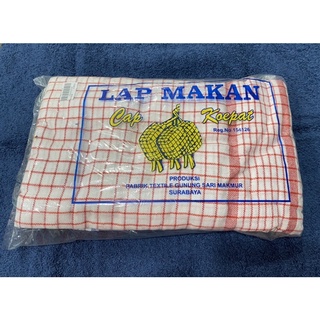 LAP MAKAN
Cap Koepat
Reg.No 154126
PRODUKSI
PABRIK TEXTILE GUNUNG SARI MAKMUR
SURABAYA